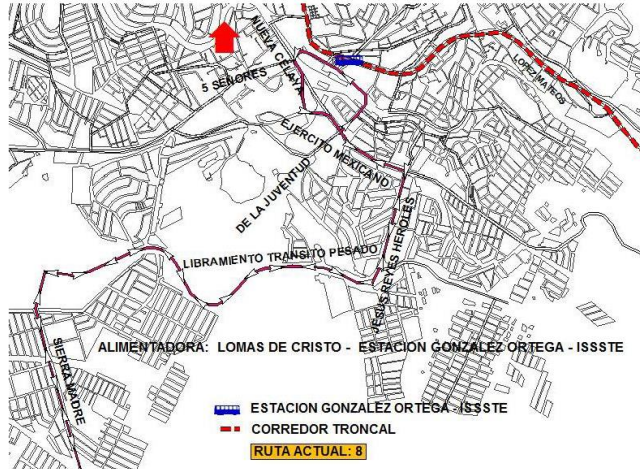 NUEVA CELAYA
5 SEÑORES
LOPEZ MATEOS
EJERCITO MEXICANO
DE LA JUVENTUD
LIBRAMIENTO TRANSITO PESADO
JESUS REYES HEROLES
SIERRA MADRE
ALIMENTADORA: LOMAS DE CRISTO - ESTACION GONZALEZ ORTEGA - ISSSTE
ESTACION GONZALEZ ORTEGA - ISSSTE
CORREDOR TRONCAL
RUTA ACTUAL: 8